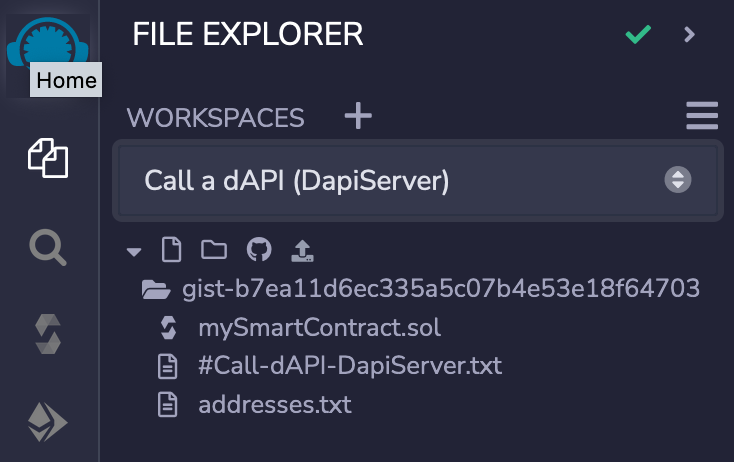 FILE EXPLORER
Home
WORKSPACES
Call a dAPI (DapiServer)
gist-b7ea11d6ec335a5c07b4e53e18f64703
mySmartContract.sol
#Call-dAPI-DapiServer.txt
addresses.txt